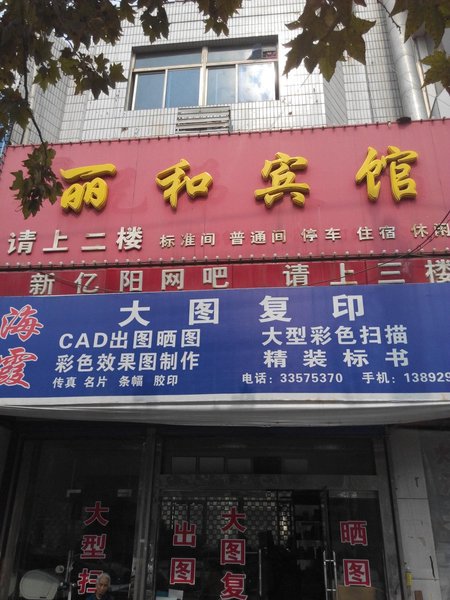 丽和宾馆
请上二楼 标准间 普通间 停车 住宿 休闲
新亿阳网吧 请上三楼
海霞
大图复印
CAD出图晒图 大型彩色扫描
彩色效果图制作 精装标书
传真 名片 条幅 胶印 电话：33575370 手机：13892
大型扫
出图
大图复
晒图